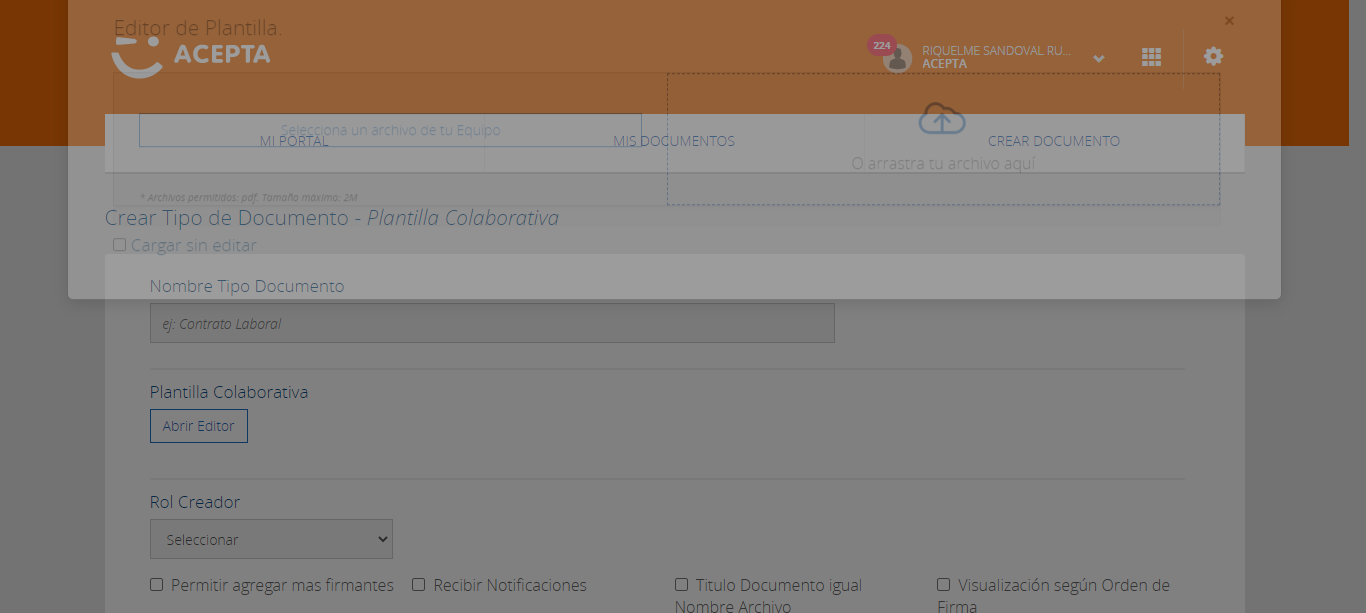 Editor de Plantilla.
×
ACEPTA
224
RIQUELME SANDOVAL RU...
ACEPTA
Selecciona un archivo de tu Equipo
MI PORTAL
MIS DOCUMENTOS
CREAR DOCUMENTO
O arrastra tu archivo aquí
* Archivos permitidos: pdf. Tamaño máximo: 2M
Crear Tipo de Documento - Plantilla Colaborativa
Cargar sin editar
Nombre Tipo Documento
ej: Contrato Laboral
Plantilla Colaborativa
Abrir Editor
Rol Creador
Seleccionar
Permitir agregar mas firmantes
Recibir Notificaciones
Titulo Documento igual
Nombre Archivo
Visualización según Orden de
Firma